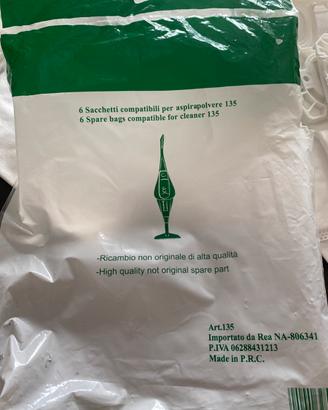 6 Sacchetti compatibili per aspirapolvere 135
6 Spare bags compatible for cleaner 135
-Ricambio non originale di alta qualità
-High quality not original spare part
Art.135
Importato da Rea NA-806341
P.IVA 06288431213
Made in P.R.C.